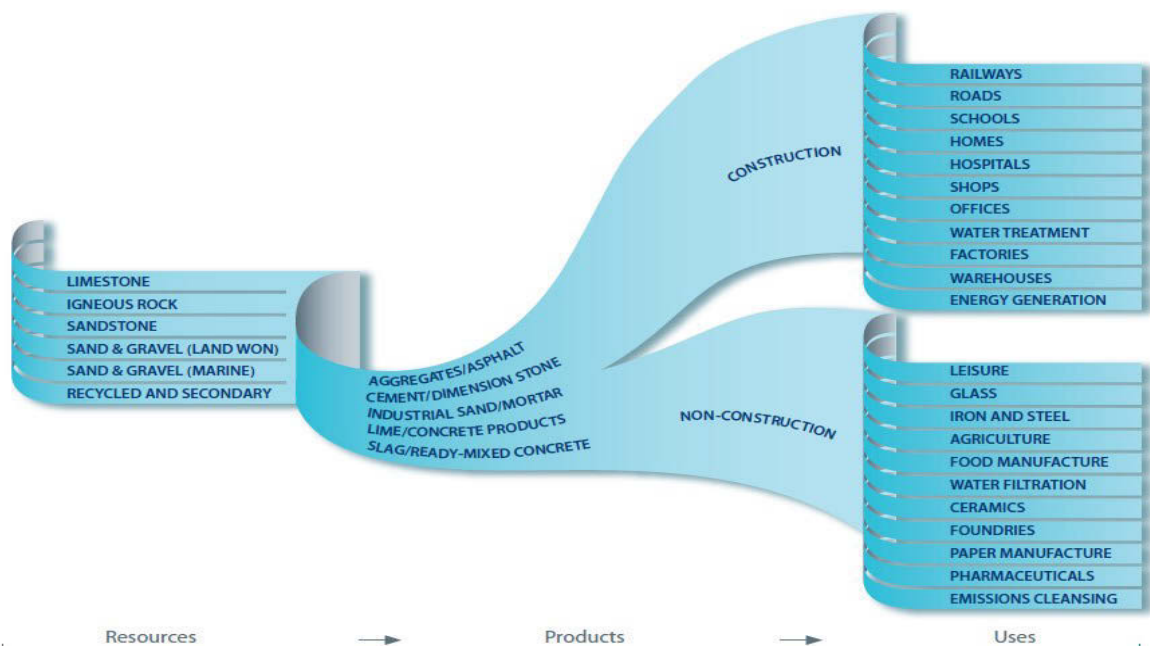 RAILWAYS
ROADS
SCHOOLS
HOMES
HOSPITALS
SHOPS
OFFICES
WATER TREATMENT
FACTORIES
WAREHOUSES
ENERGY GENERATION
CONSTRUCTION
LIMESTONE
IGNEOUS ROCK
SANDSTONE
SAND & GRAVEL (LAND WON)
SAND & GRAVEL (MARINE)
RECYCLED AND SECONDARY
AGGREGATES/ASPHALT
CEMENT/DIMENSION STONE
INDUSTRIAL SAND/MORTAR
LIME/CONCRETE PRODUCTS
SLAG/READY-MIXED CONCRETE
NON-CONSTRUCTION
LEISURE
GLASS
IRON AND STEEL
AGRICULTURE
FOOD MANUFACTURE
WATER FILTRATION
CERAMICS
FOUNDRIES
PAPER MANUFACTURE
PHARMACEUTICALS
EMISSIONS CLEANSING
Resources → Products → Uses